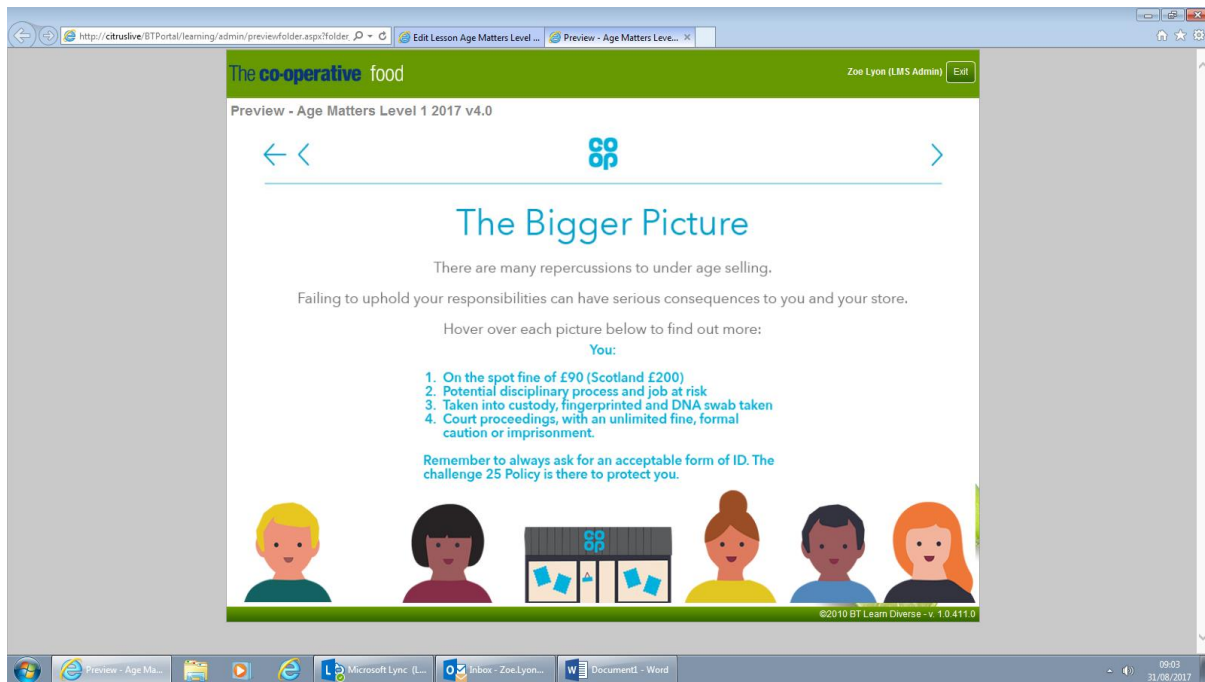 http://citruslive/BTPortal/learning/admin/previewfolder.aspx?folder
Edit Lesson Age Matters Level ...
Preview - Age Matters Leve...
The co-operative food
Zoe Lyon (LMS Admin)
Exit
Preview - Age Matters Level 1 2017 v4.0
CO
OP
The Bigger Picture
There are many repercussions to under age selling.
Failing to uphold your responsibilities can have serious consequences to you and your store.
Hover over each picture below to find out more:
You:
1. On the spot fine of £90 (Scotland £200)
2. Potential disciplinary process and job at risk
3. Taken into custody, fingerprinted and DNA swab taken
4. Court proceedings, with an unlimited fine, formal
caution or imprisonment.
Remember to always ask for an acceptable form of ID. The
challenge 25 Policy is there to protect you.
CO
OP
©2010 BT Learn Diverse - v. 1.0.411.0
Preview - Age Ma...
Microsoft Lync (L...
Inbox - Zoe.Lyon...
Document1 - Word
09:03
31/08/2017